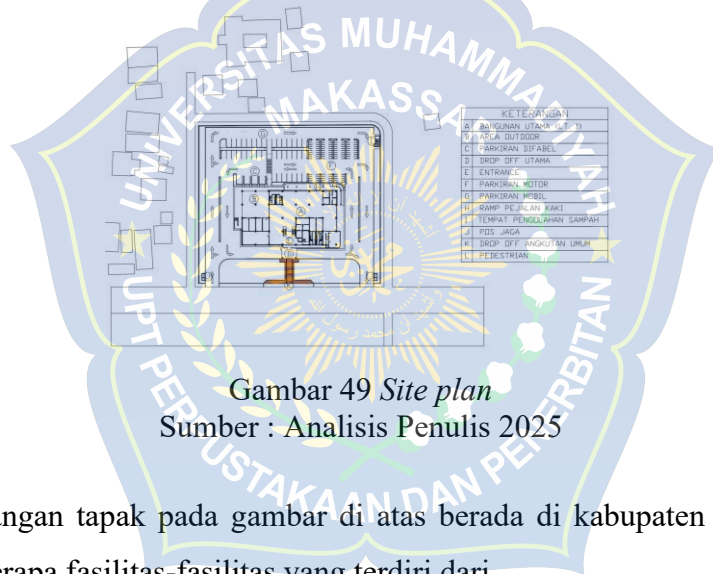 UNIVERSITAS MUHAMMADIYAH
MAKASSAR
UPT PERPUSTAKAAN DAN PENERBITAN
KETERANGAN
A BANGUNAN UTAMA (LT. 1)
B AREA OUTDOOR
C PARKIRAN DIFABEL
D DROP OFF UTAMA
E ENTRANCE
F PARKIRAN MOTOR
G PARKIRAN MOBIL
H RAMP PEJALAN KAKI
I TEMPAT PENGOLAHAN SAMPAH
J POS JAGA
K DROP OFF ANGKUTAN UMUM
L PEDESTRIAN
Gambar 49 Site plan
Sumber : Analisis Penulis 2025
angan tapak pada gambar di atas berada di kabupaten
erapa fasilitas-fasilitas yang terdiri dari